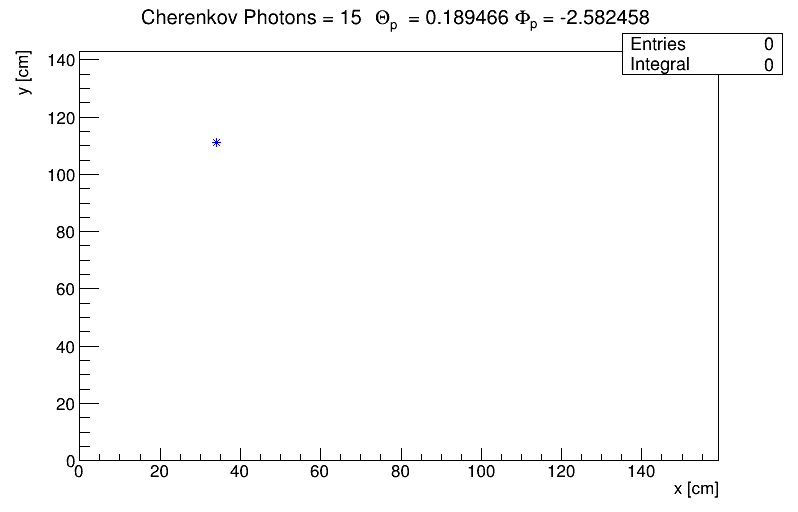 Cherenkov Photons = 15 Θp = 0.189466 Φp = -2.582458
Entries 0
Integral 0
y [cm]
140
120
100
80
60
40
20
0
0 20 40 60 80 100 120 140
x [cm]